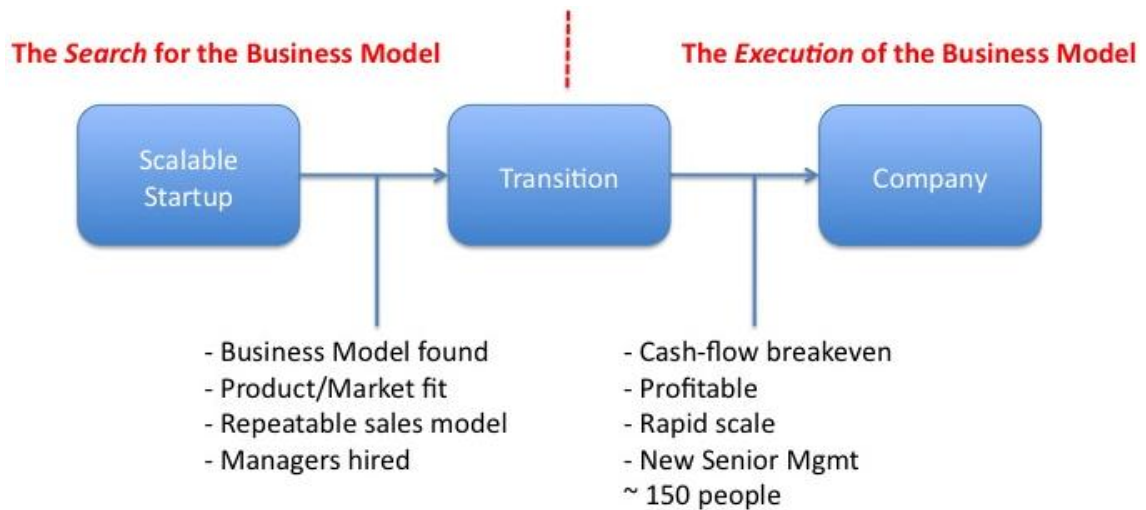 The Search for the Business Model
The Execution of the Business Model
Scalable
Startup
Transition
Company
- Business Model found
- Product/Market fit
- Repeatable sales model
- Managers hired
- Cash-flow breakeven
- Profitable
- Rapid scale
- New Senior Mgmt
~ 150 people